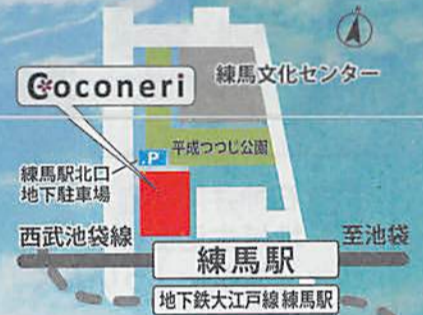 Coconeri
練馬文化センター
P
平成つつじ公園
練馬駅北口
地下駐車場
西武池袋線
至池袋
練馬駅
地下鉄大江戸線 練馬駅